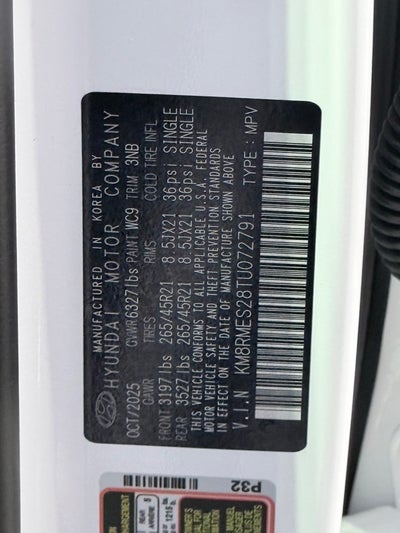 MANUFACTURED IN KOREA BY
HYUNDAI MOTOR COMPANY
OCT/2025 GVWR 6327lbs PAINT WC9 TRIM 3NB
GAWR TIRES RIMS COLD TIRE INFL.
FRONT 3197lbs 265/45R21 8.5JX21 36psi SINGLE
REAR 3527lbs 265/45R21 8.5JX21 36psi SINGLE
THIS VEHICLE CONFORMS TO ALL APPLICABLE U.S.A. FEDERAL
MOTOR VEHICLE SAFETY AND THEFT PREVENTION STANDARDS
IN EFFECT ON THE DATE OF MANUFACTURE SHOWN ABOVE
V.I.N KM8RMES28TU072791 TYPE : MPV
P32
REAR 5